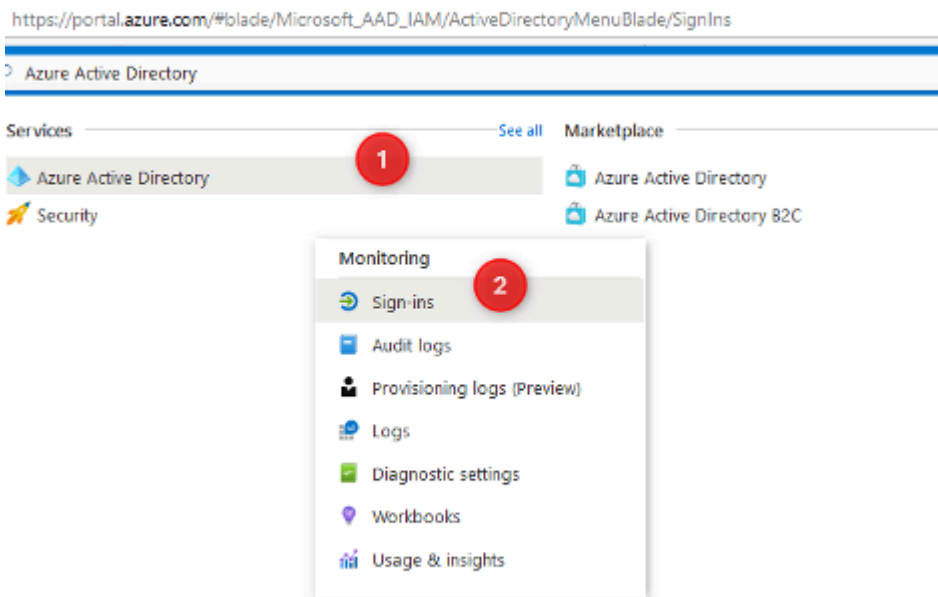 https://portal.azure.com/#blade/Microsoft_AAD_IAM/ActiveDirectoryMenuBlade/SignIns
Azure Active Directory
Services See all Marketplace
1
Azure Active Directory Azure Active Directory
Security Azure Active Directory B2C
Monitoring
2
Sign-ins
Audit logs
Provisioning logs (Preview)
Logs
Diagnostic settings
Workbooks
Usage & insights